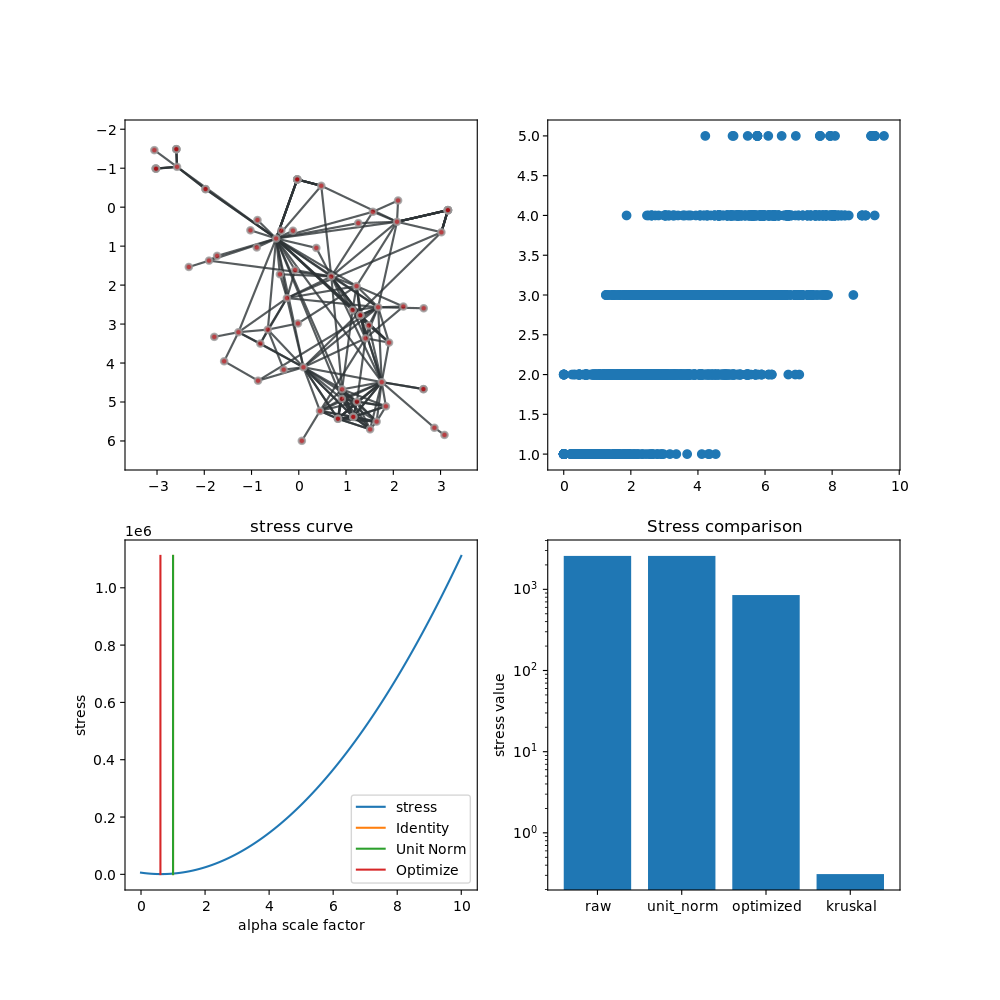 −2
−1
0
1
2
3
4
5
6
−3 −2 −1 0 1 2 3
5.0
4.5
4.0
3.5
3.0
2.5
2.0
1.5
1.0
0 2 4 6 8 10
stress curve
1e6
1.0
0.8
0.6
0.4
0.2
0.0
stress
stress
Identity
Unit Norm
Optimize
0 2 4 6 8 10
alpha scale factor
Stress comparison
10³
10²
10¹
10⁰
stress value
raw unit_norm optimized kruskal